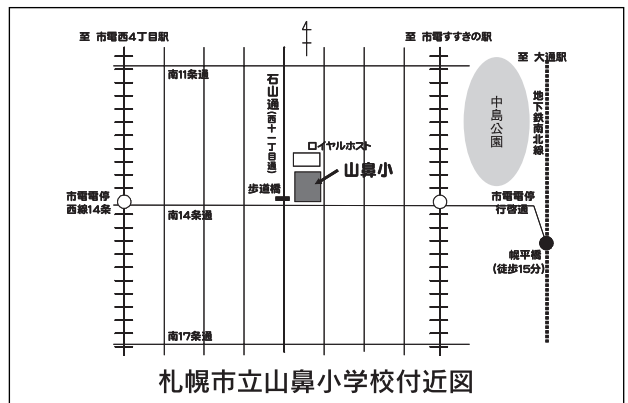 至 市電西4丁目駅
至 市電すすきの駅
至 大通駅
南11条通
石山通(西十一丁目通)
中島公園
地下鉄南北線
ロイヤルホスト
山鼻小
歩道橋
市電電停
西線14条
南14条通
市電電停
行啓通
幌平橋
(徒歩15分)
南17条通
札幌市立山鼻小学校付近図